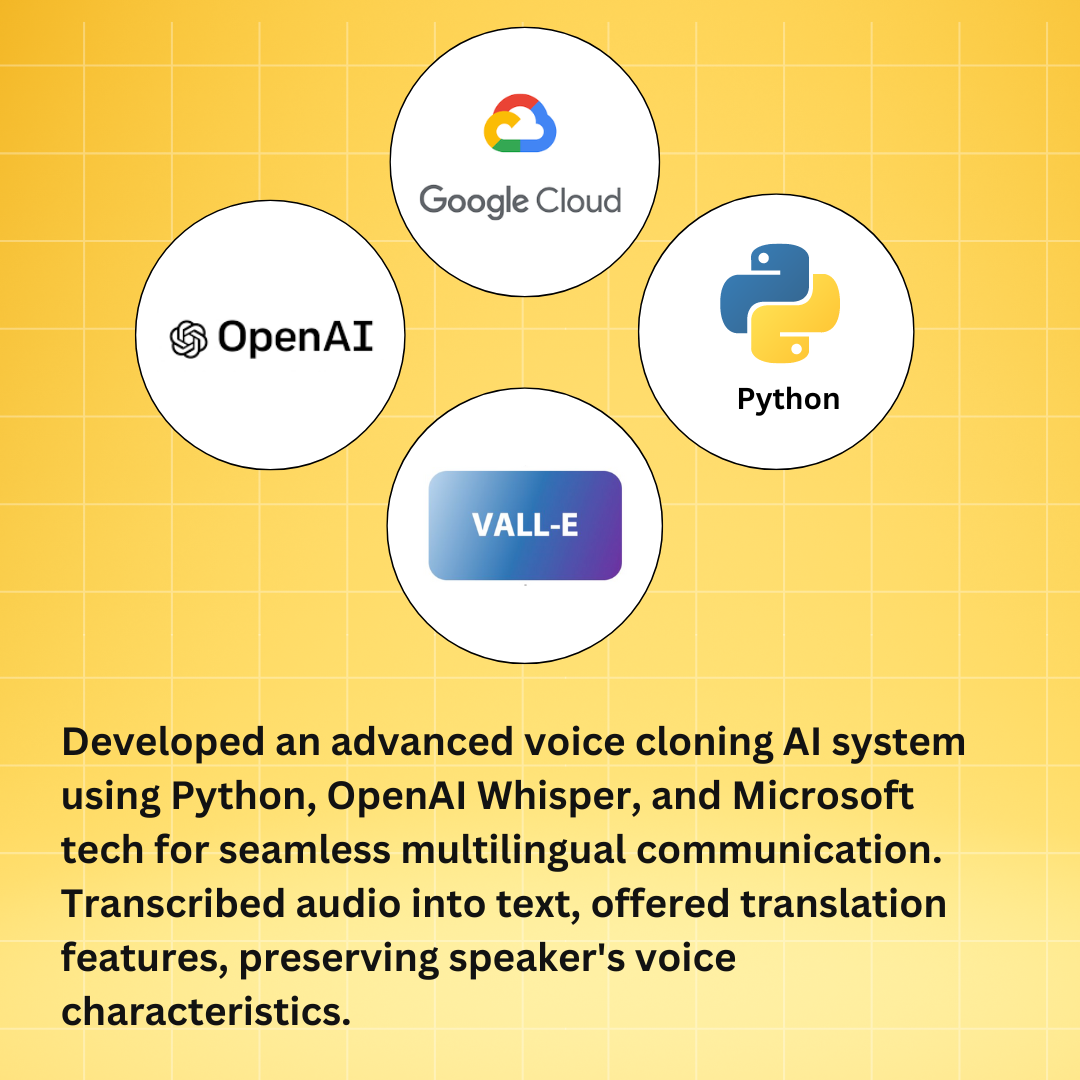 Google Cloud
OpenAI
Python
VALL-E
Developed an advanced voice cloning AI system
using Python, OpenAI Whisper, and Microsoft
tech for seamless multilingual communication.
Transcribed audio into text, offered translation
features, preserving speaker's voice
characteristics.